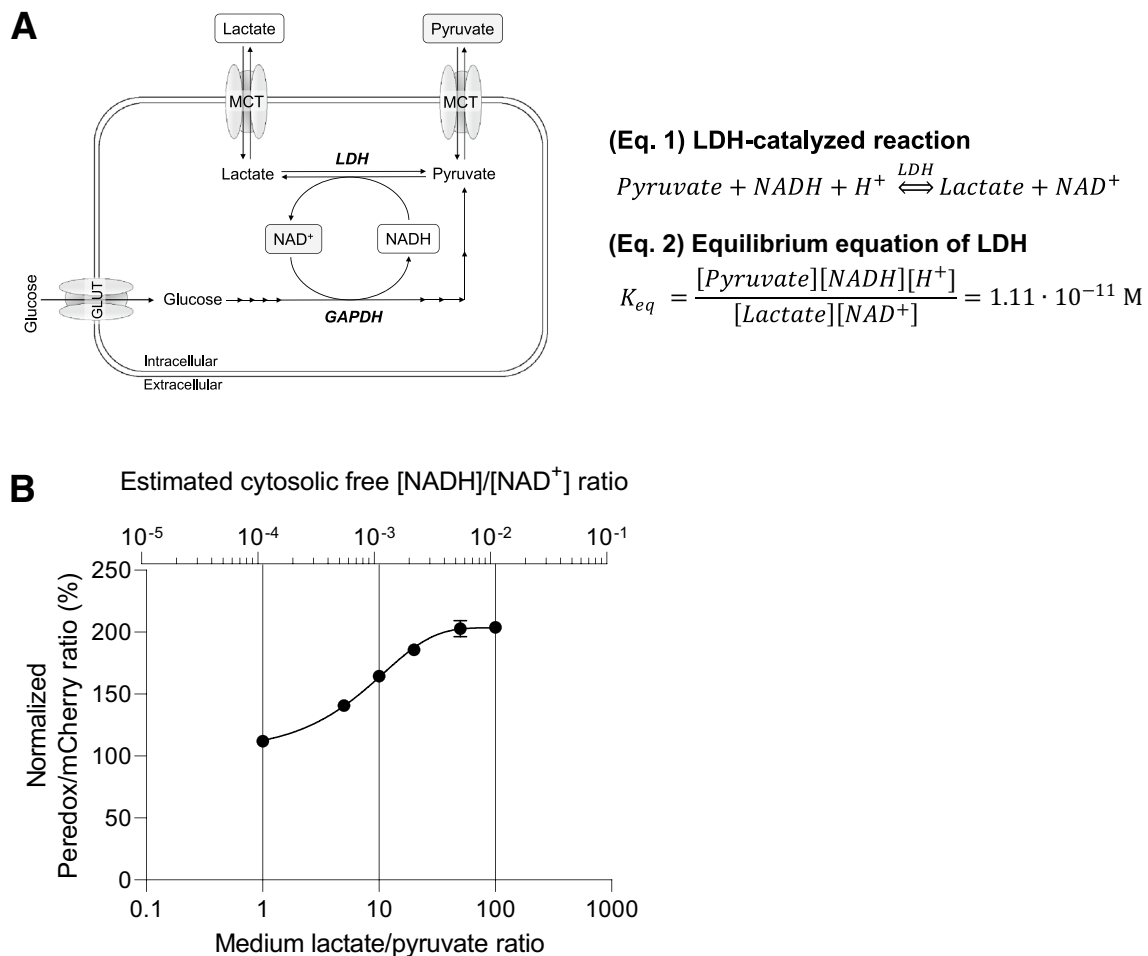 A
Lactate
Pyruvate
MCT
MCT
LDH
Lactate
Pyruvate
NAD⁺
NADH
Glucose
GLUT
Glucose
GAPDH
Intracellular
Extracellular
(Eq. 1) LDH-catalyzed reaction
Pyruvate + NADH + H⁺ ⟺ Lactate + NAD⁺
LDH
(Eq. 2) Equilibrium equation of LDH
K_eq = [Pyruvate][NADH][H⁺] / [Lactate][NAD⁺] = 1.11 · 10⁻¹¹ M
B
Estimated cytosolic free [NADH]/[NAD⁺] ratio
10⁻⁵ 10⁻⁴ 10⁻³ 10⁻² 10⁻¹
Normalized
Peredox/mCherry ratio (%)
250
200
150
100
50
0
0.1 1 10 100 1000
Medium lactate/pyruvate ratio